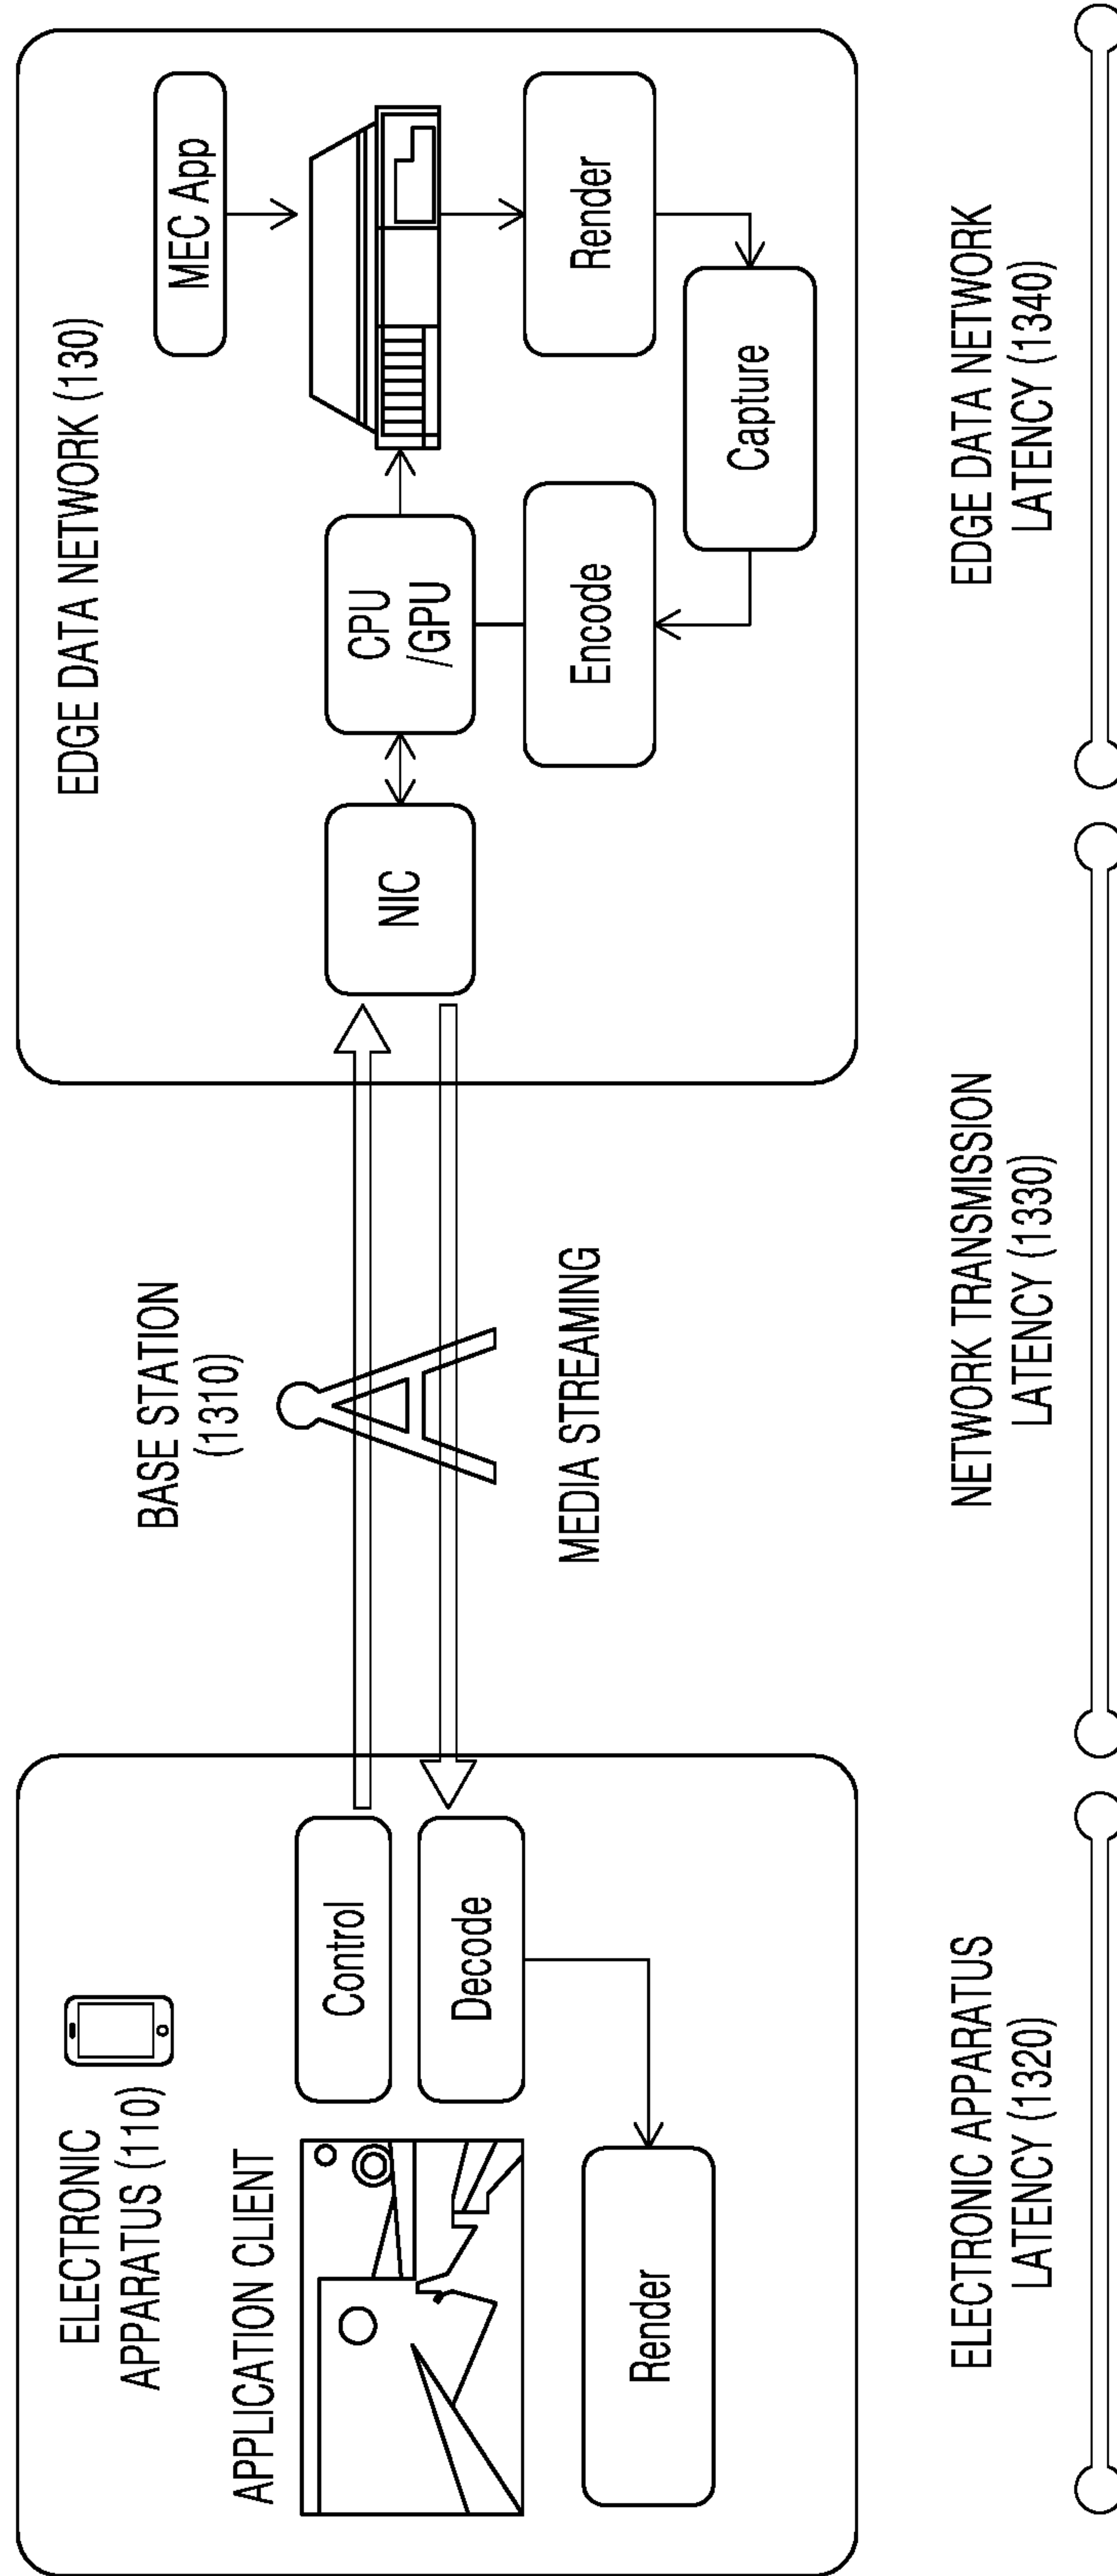 ELECTRONIC
APPARATUS (110)
APPLICATION CLIENT
Control
Decode
Render
BASE STATION
(1310)
MEDIA STREAMING
EDGE DATA NETWORK (130)
MEC App
NIC
CPU
/GPU
Encode
Render
Capture
ELECTRONIC APPARATUS
LATENCY (1320)
NETWORK TRANSMISSION
LATENCY (1330)
EDGE DATA NETWORK
LATENCY (1340)